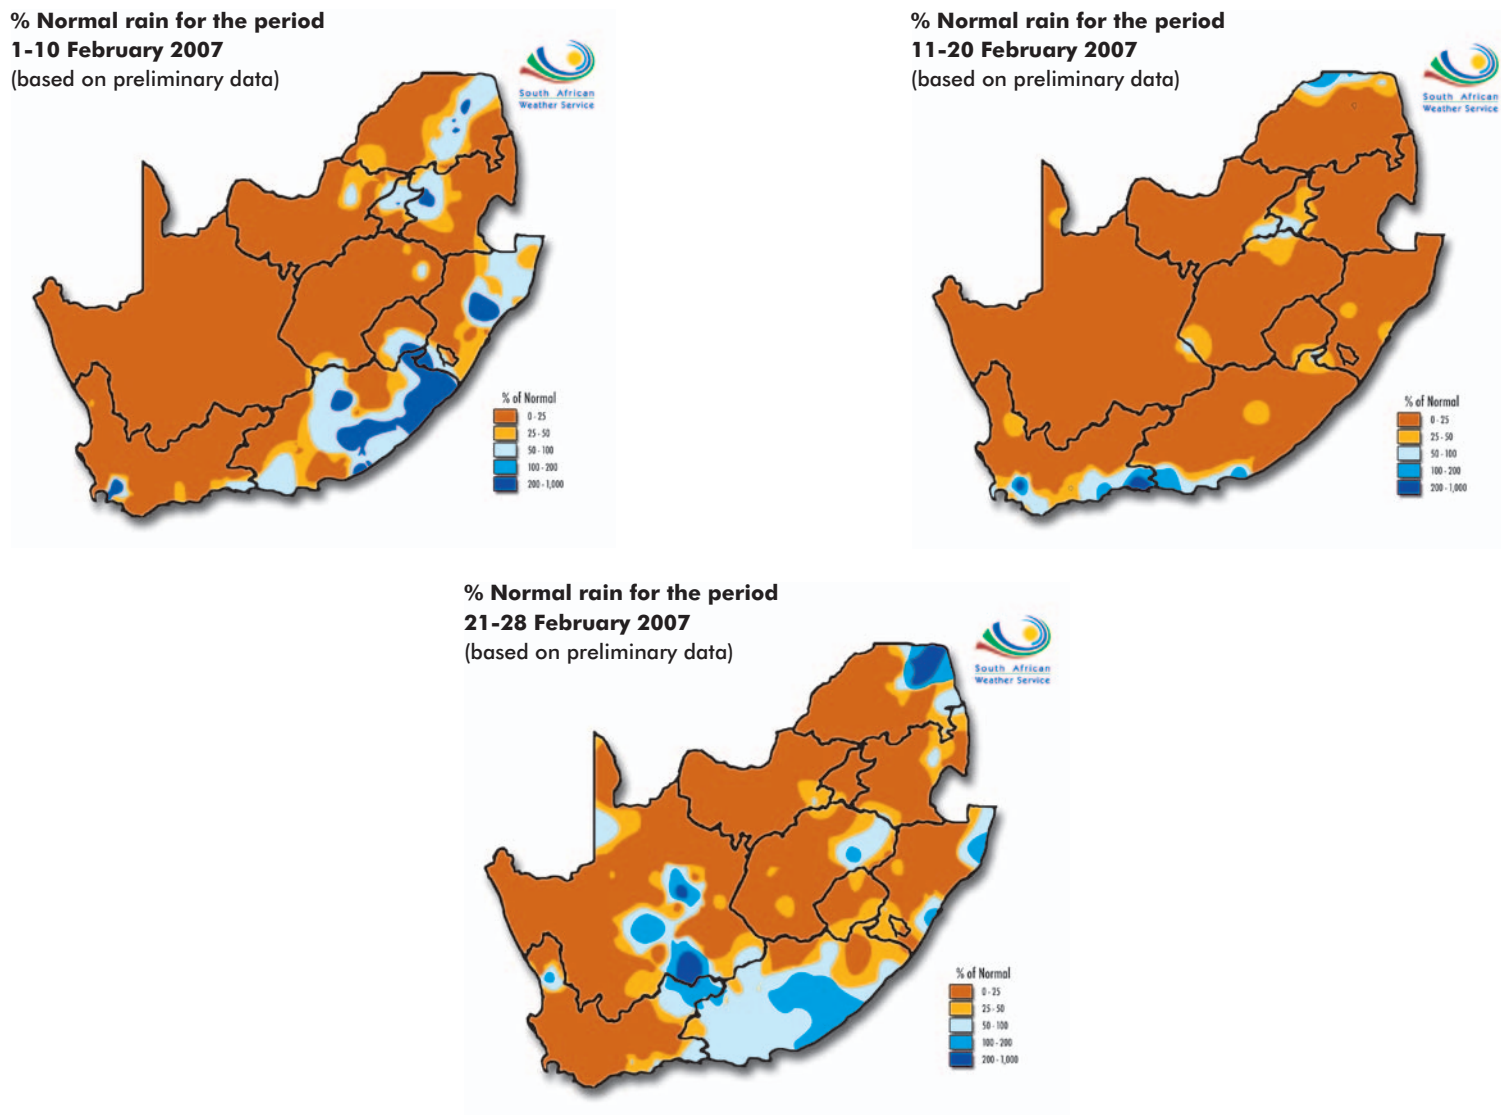 % Normal rain for the period
1-10 February 2007
(based on preliminary data)
South African
Weather Service
% of Normal
0 - 25
25 - 50
50 - 100
100 - 200
200 - 1,000
% Normal rain for the period
11-20 February 2007
(based on preliminary data)
South African
Weather Service
% of Normal
0 - 25
25 - 50
50 - 100
100 - 200
200 - 1,000
% Normal rain for the period
21-28 February 2007
(based on preliminary data)
South African
Weather Service
% of Normal
0 - 25
25 - 50
50 - 100
100 - 200
200 - 1,000